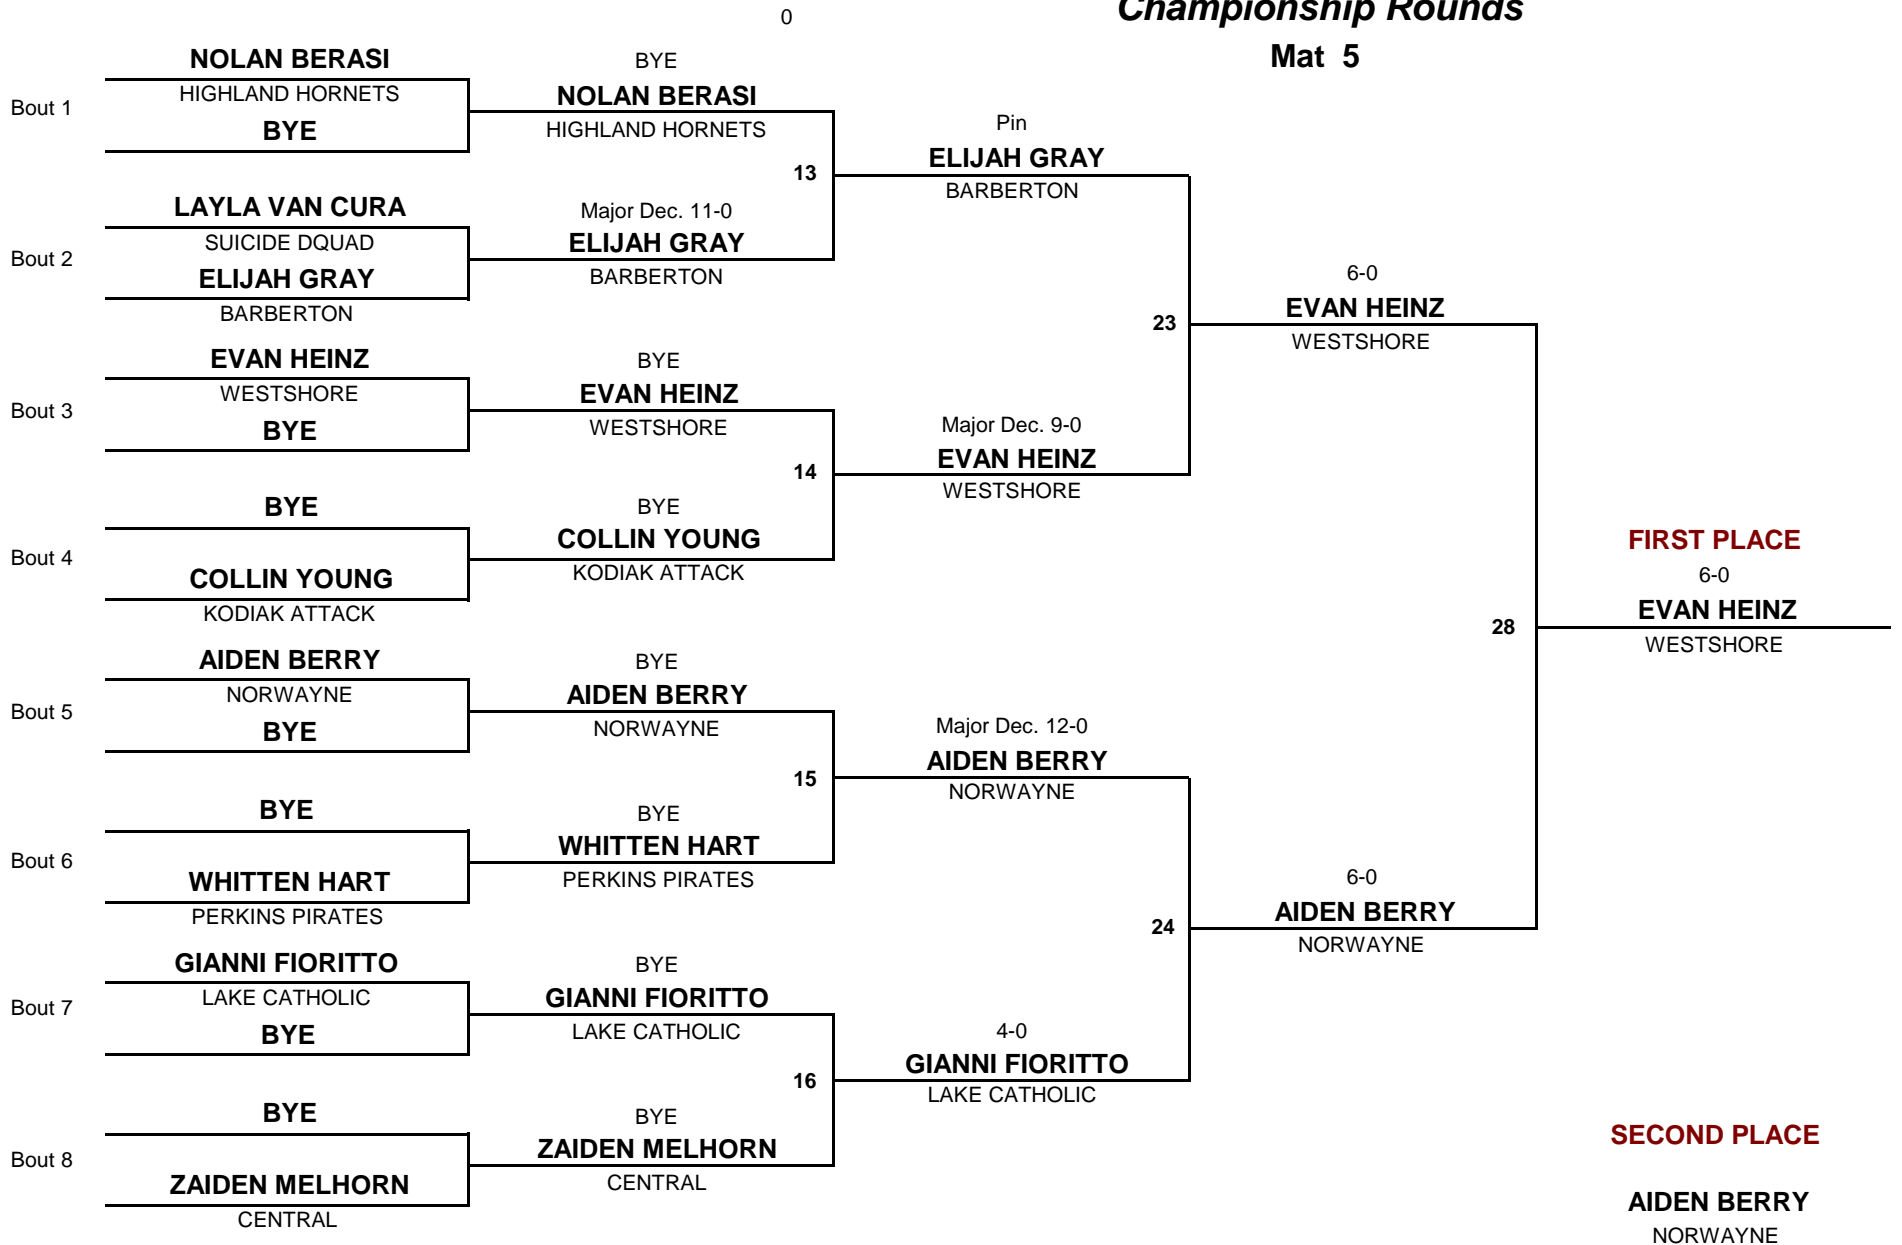 0
Championship Rounds
Mat 5
Bout 1
NOLAN BERASI
HIGHLAND HORNETS
BYE
Bout 2
LAYLA VAN CURA
SUICIDE DQUAD
ELIJAH GRAY
BARBERTON
Bout 3
EVAN HEINZ
WESTSHORE
BYE
Bout 4
BYE
COLLIN YOUNG
KODIAK ATTACK
Bout 5
AIDEN BERRY
NORWAYNE
BYE
Bout 6
BYE
WHITTEN HART
PERKINS PIRATES
Bout 7
GIANNI FIORITTO
LAKE CATHOLIC
BYE
Bout 8
BYE
ZAIDEN MELHORN
CENTRAL
BYE
NOLAN BERASI
HIGHLAND HORNETS
13
Major Dec. 11-0
ELIJAH GRAY
BARBERTON
BYE
EVAN HEINZ
WESTSHORE
14
BYE
COLLIN YOUNG
KODIAK ATTACK
BYE
AIDEN BERRY
NORWAYNE
15
BYE
WHITTEN HART
PERKINS PIRATES
BYE
GIANNI FIORITTO
LAKE CATHOLIC
16
BYE
ZAIDEN MELHORN
CENTRAL
Pin
ELIJAH GRAY
BARBERTON
23
Major Dec. 9-0
EVAN HEINZ
WESTSHORE
Major Dec. 12-0
AIDEN BERRY
NORWAYNE
24
4-0
GIANNI FIORITTO
LAKE CATHOLIC
6-0
EVAN HEINZ
WESTSHORE
28
6-0
AIDEN BERRY
NORWAYNE
FIRST PLACE
6-0
EVAN HEINZ
WESTSHORE
SECOND PLACE
AIDEN BERRY
NORWAYNE